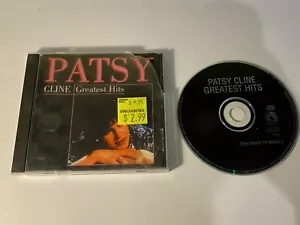 PATSY
CLINE Greatest Hits
DISCOUNTED
$2.99
PATSY CLINE
GREATEST HITS